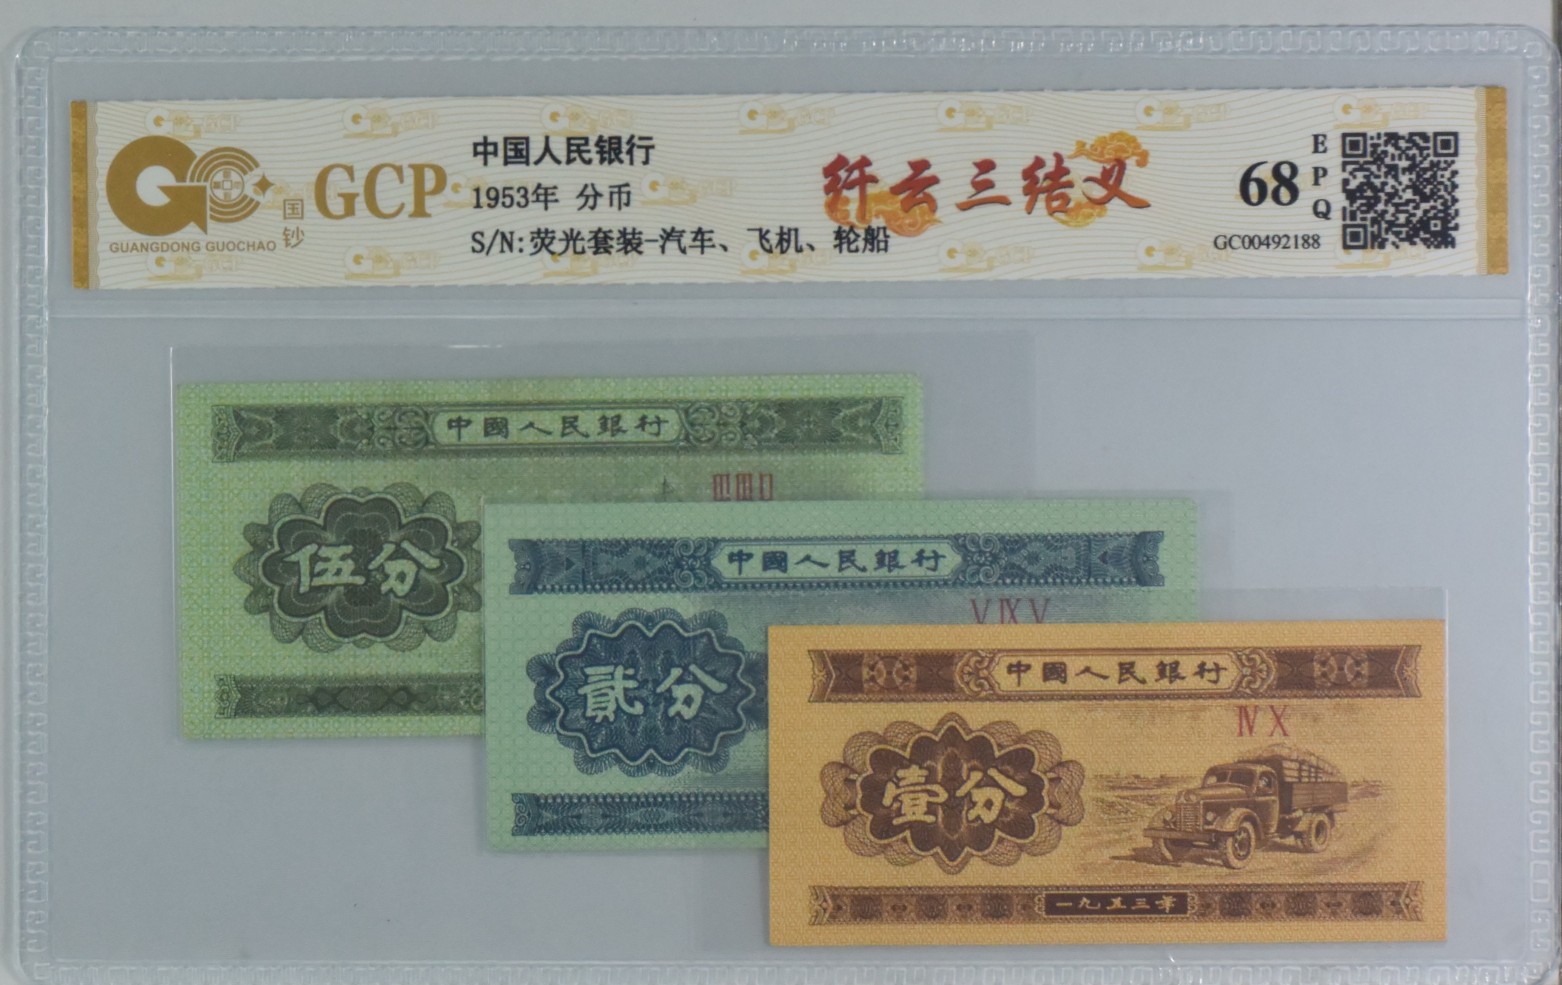 GCP
国
钞
GUANGDONG GUOCHAO
中国人民银行
1953年 分币
S/N:荧光套装-汽车、飞机、轮船
纤云三结义
68
EPQ
GC00492188
中國人民銀行
伍分
中國人民銀行
V IX V
貳分
中國人民銀行
IV X
壹分
一九五三年